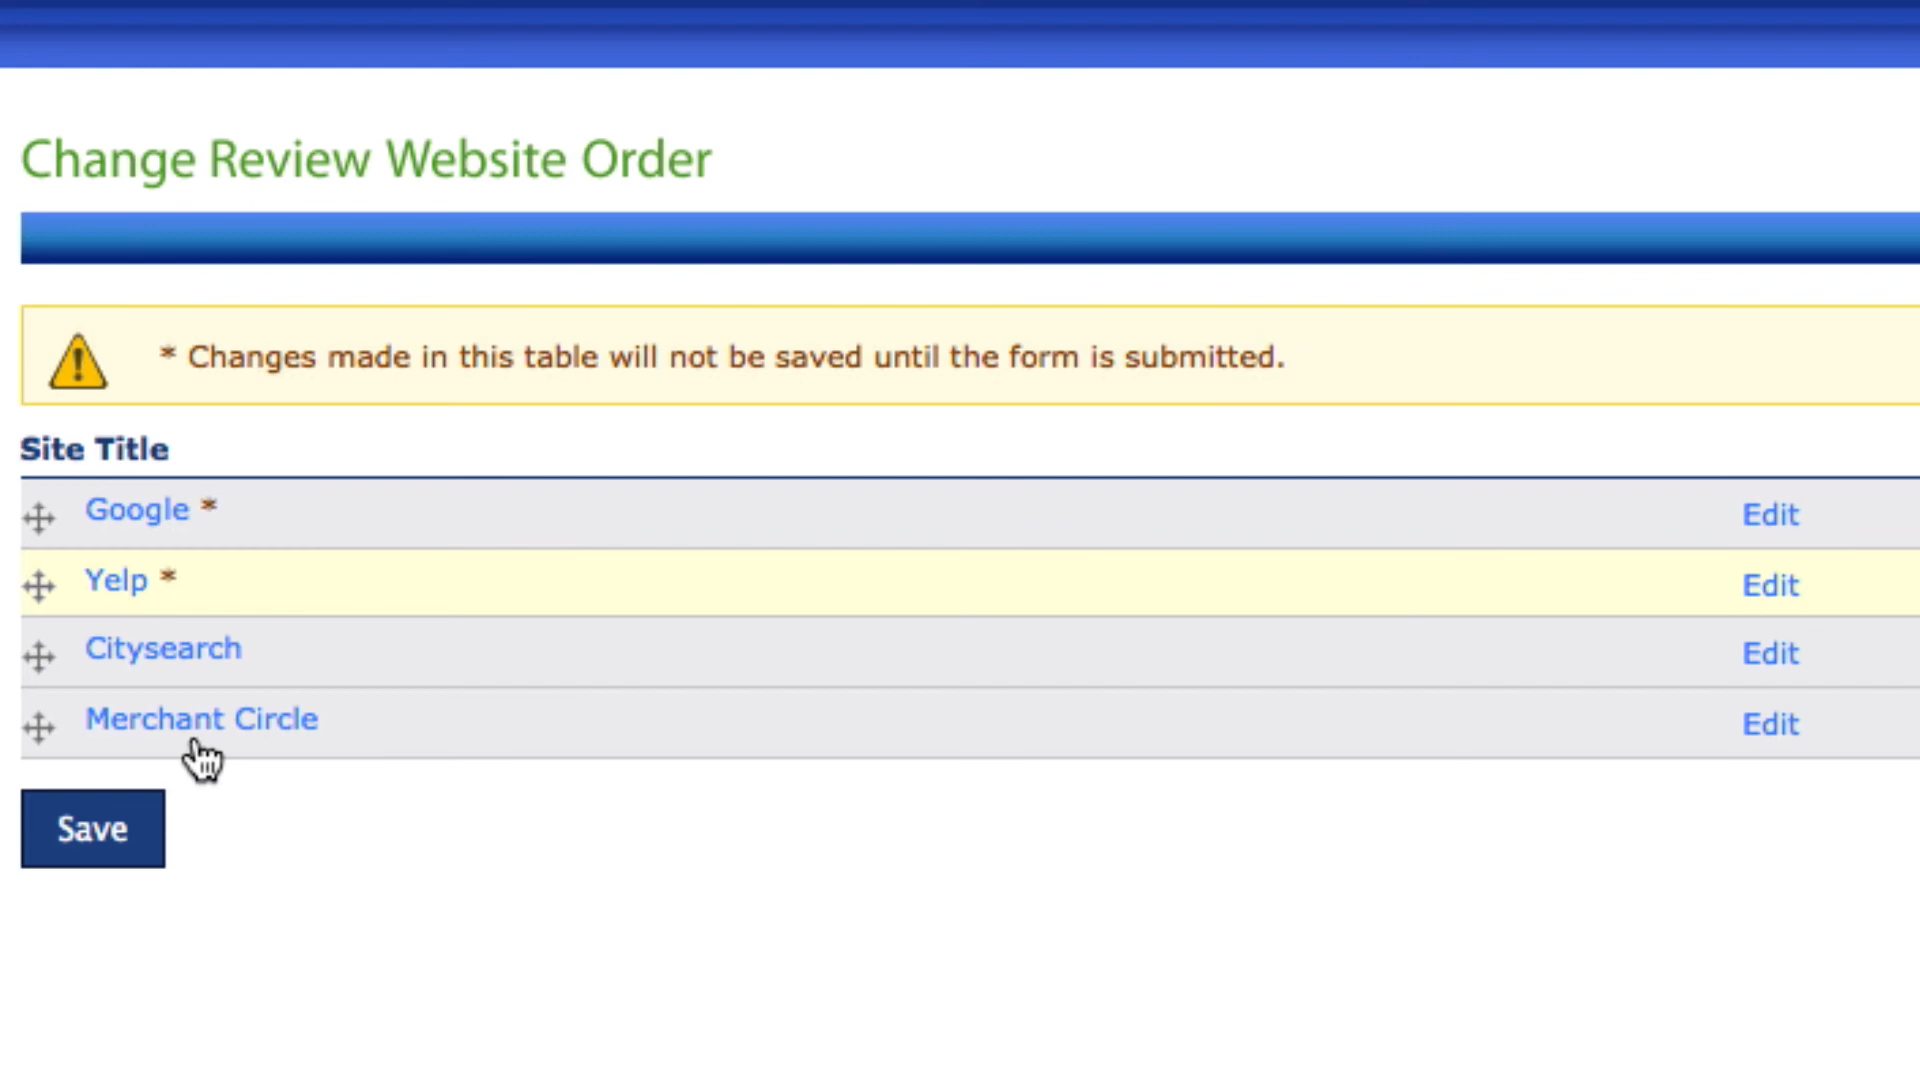 Change Review Website Order
* Changes made in this table will not be saved until the form is submitted.
Site Title
Google * Edit
Yelp * Edit
Citysearch Edit
Merchant Circle Edit
Save